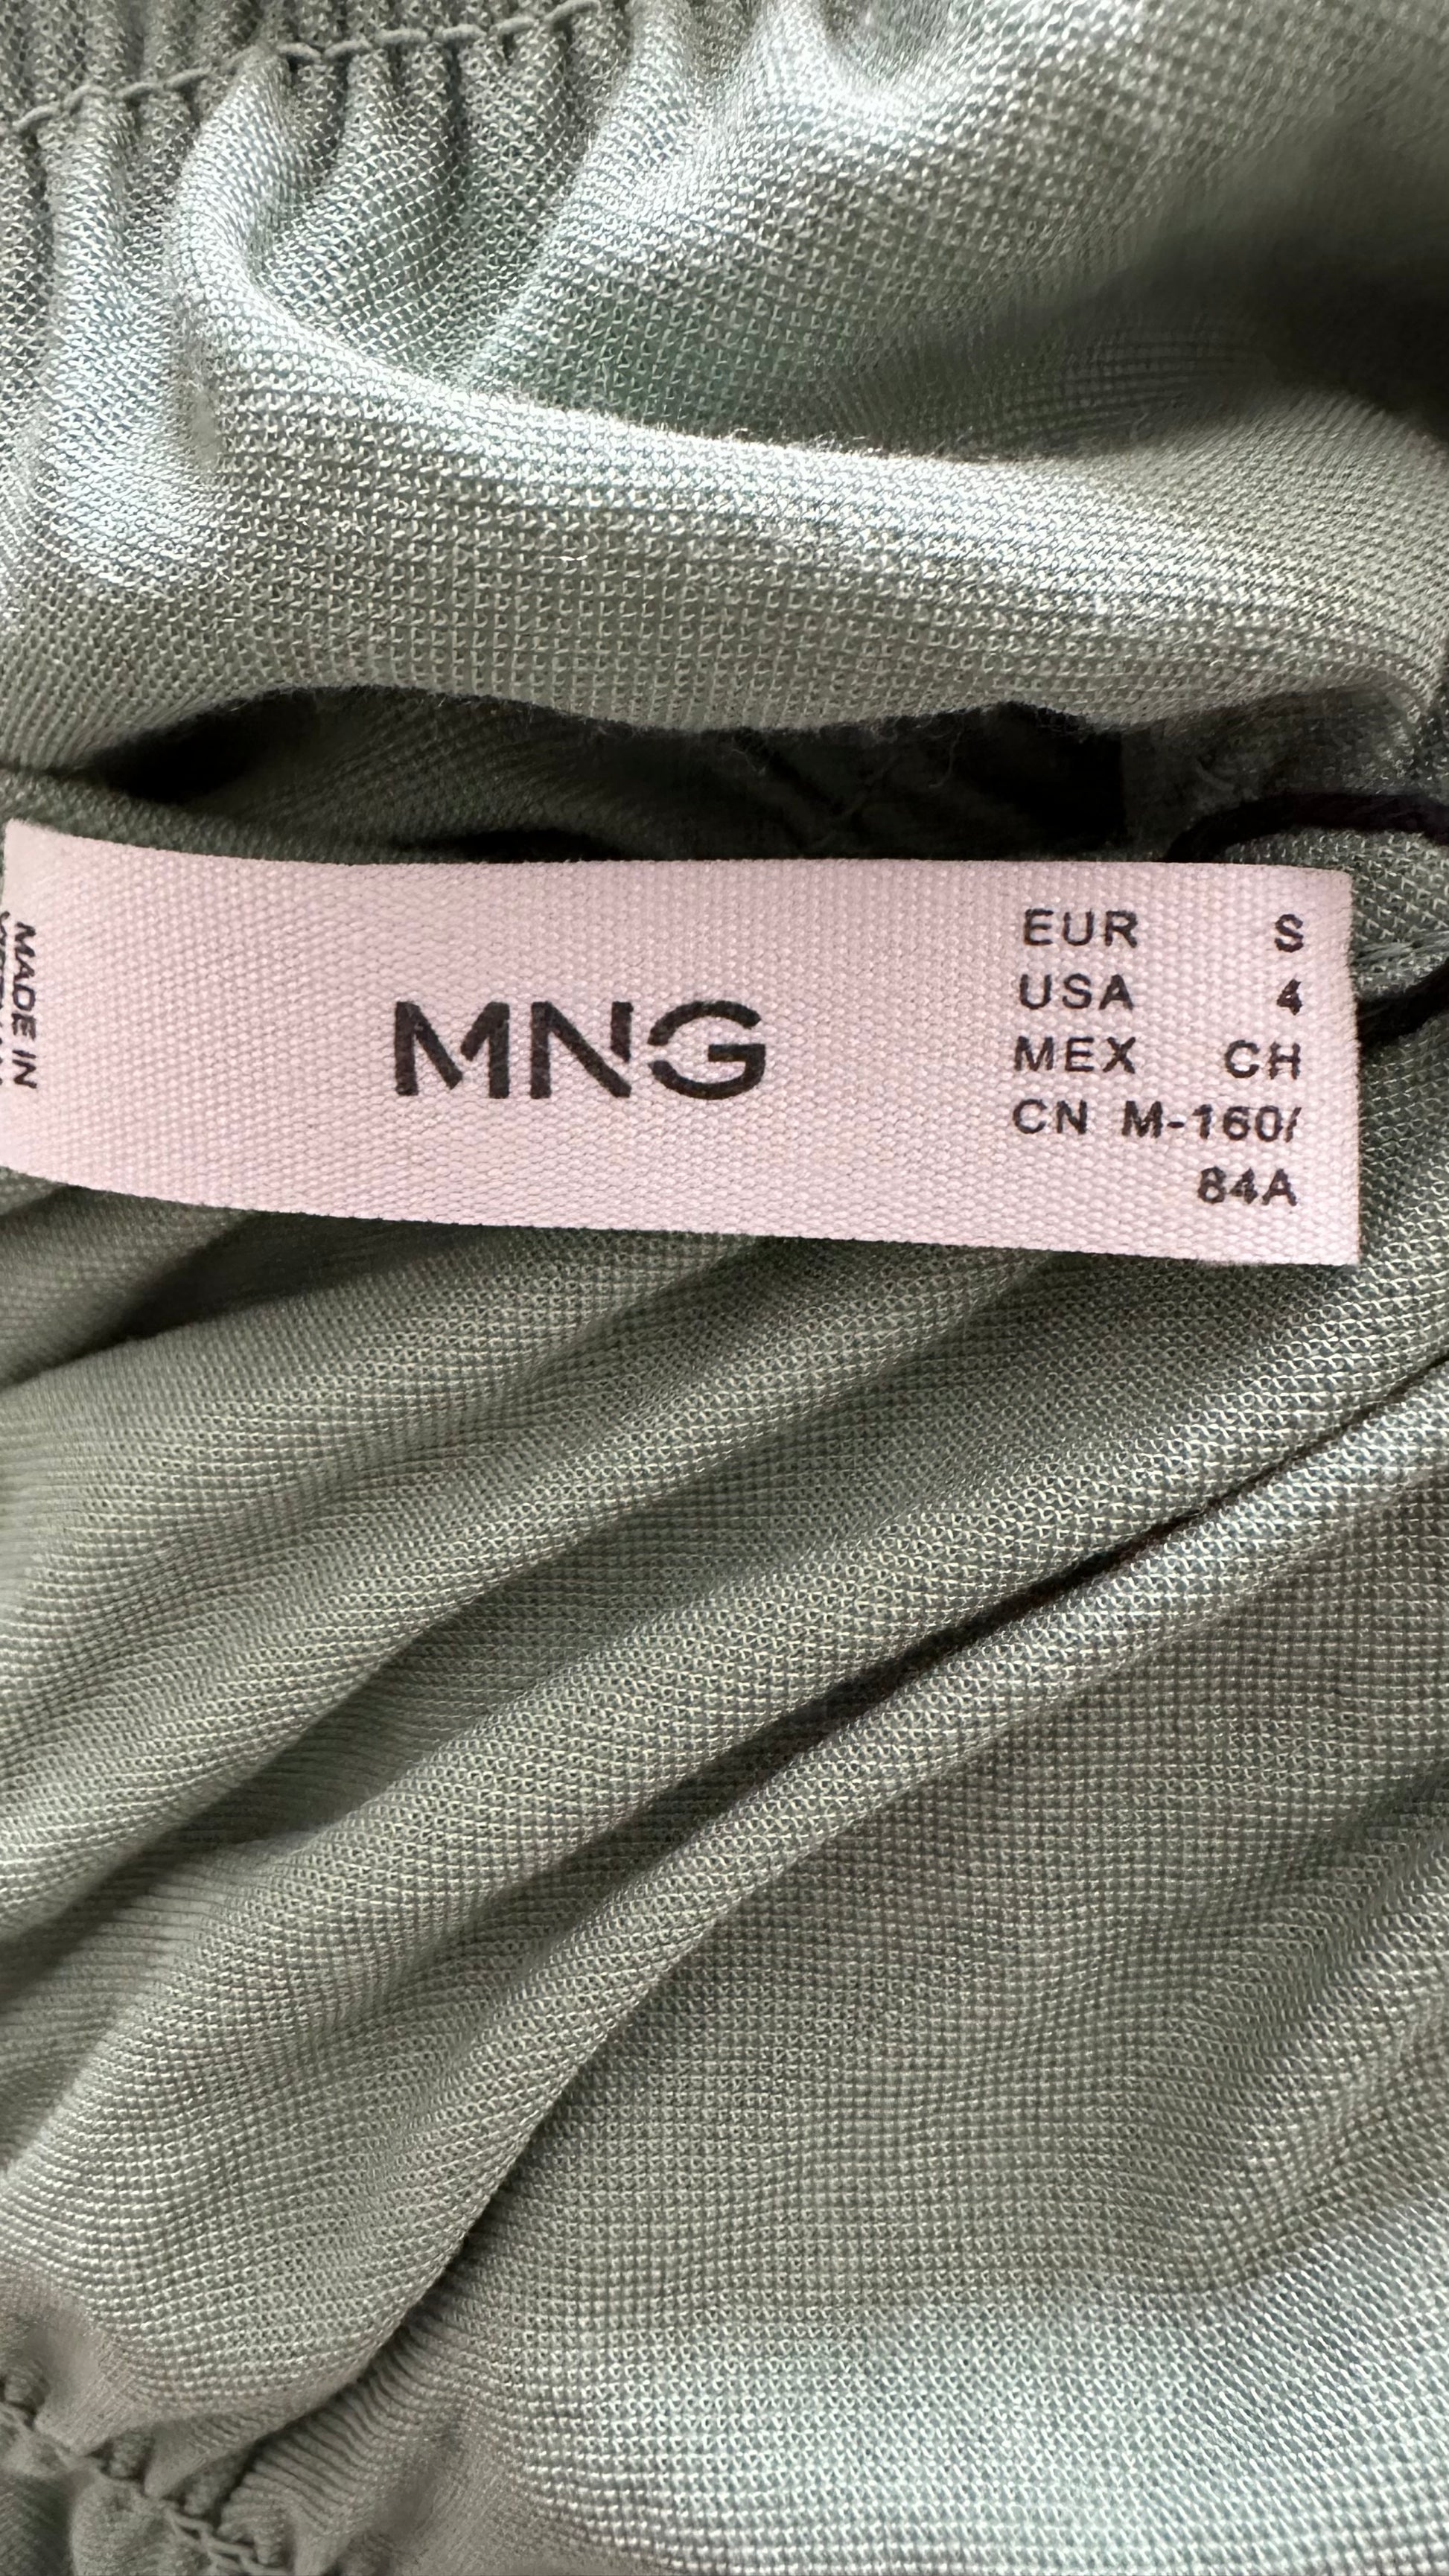 MNG
EUR S
USA 4
MEX CH
CN M-160/
84A
MADE IN